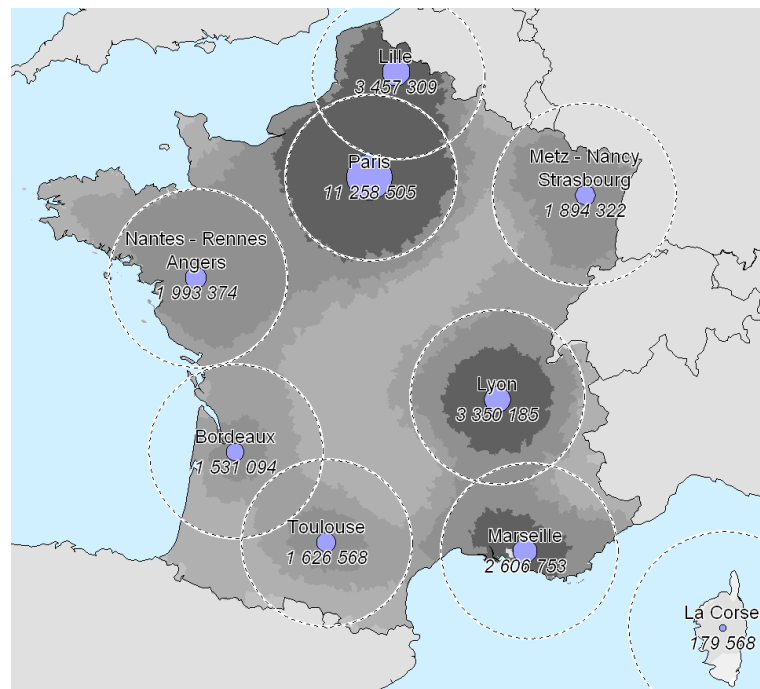 Lille
3 457 309
Paris
11 258 505
Metz - Nancy
Strasbourg
1 894 322
Nantes - Rennes
Angers
1 993 374
Lyon
3 350 185
Bordeaux
1 531 094
Toulouse
1 626 568
Marseille
2 606 753
La Corse
179 568